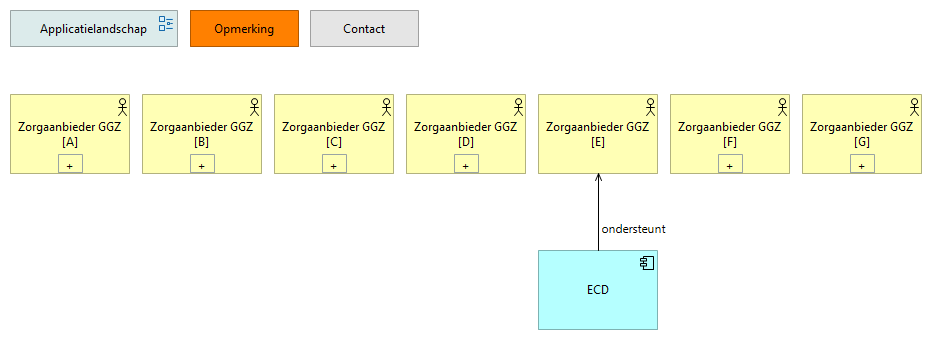 Applicatielandschap
Opmerking
Contact
Zorgaanbieder GGZ
[A]
+
Zorgaanbieder GGZ
[B]
+
Zorgaanbieder GGZ
[C]
+
Zorgaanbieder GGZ
[D]
+
Zorgaanbieder GGZ
[E]
Zorgaanbieder GGZ
[F]
+
Zorgaanbieder GGZ
[G]
+
ondersteunt
ECD